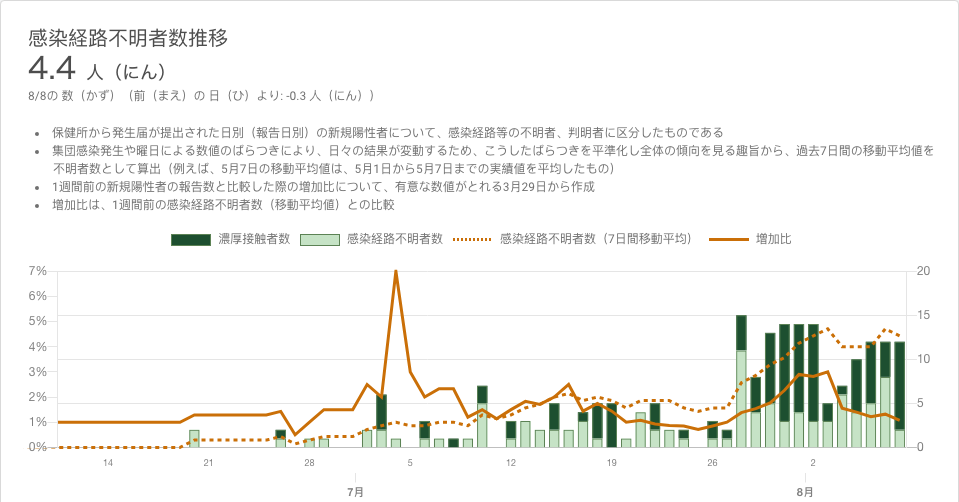 感染経路不明者数推移
4.4 人（にん）
8/8の 数（かず）（前（まえ）の 日（ひ）より: -0.3 人（にん））
• 保健所から発生届が提出された日別（報告日別）の新規陽性者について、感染経路等の不明者、判明者に区分したものである
• 集団感染発生や曜日による数値のばらつきにより、日々の結果が変動するため、こうしたばらつきを平準化し全体の傾向を見る趣旨から、過去7日間の移動平均値を
不明者数として算出（例えば、5月7日の移動平均値は、5月1日から5月7日までの実績値を平均したもの）
• 1週間前の新規陽性者の報告数と比較した際の増加比について、有意な数値がとれる3月29日から作成
• 増加比は、1週間前の感染経路不明者数（移動平均値）との比較
濃厚接触者数 感染経路不明者数 感染経路不明者数（7日間移動平均） 増加比
7% 20
6%
5% 15
4%
3% 10
2%
1% 5
0% 0
14 21 28 5 12 19 26 2
7月 8月